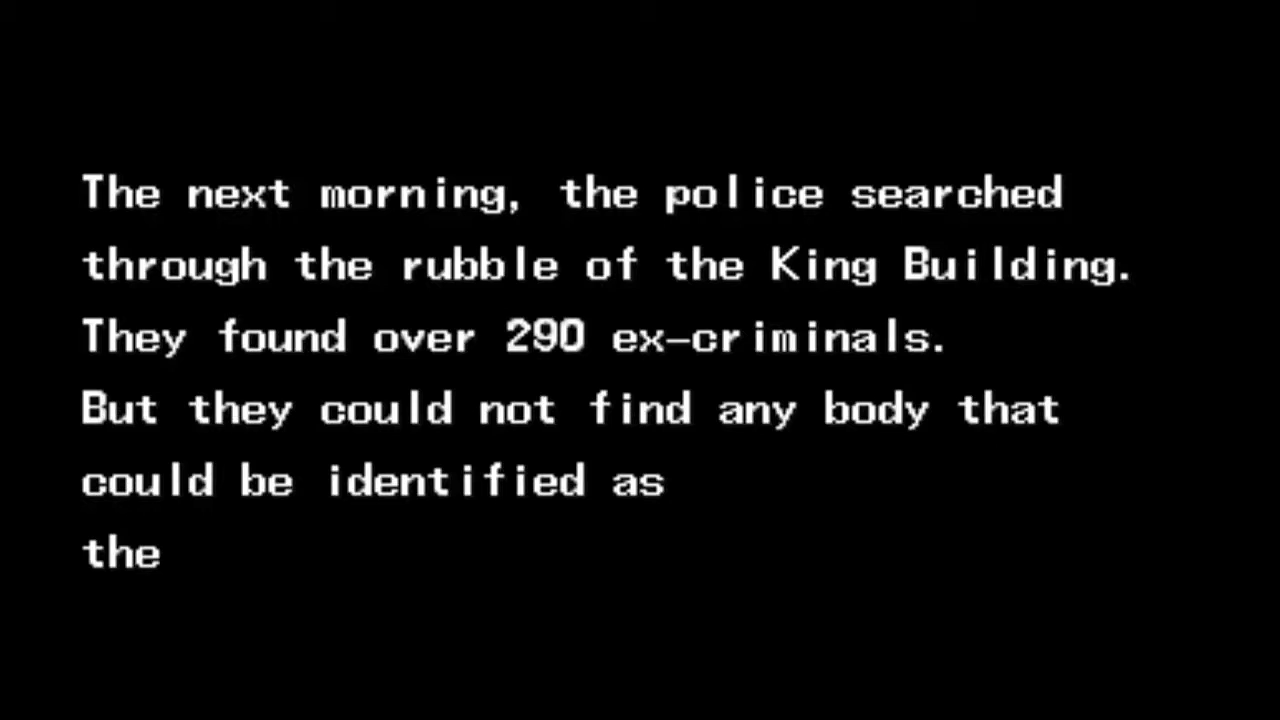 The next morning, the police searched
through the rubble of the King Building.
They found over 290 ex-criminals.
But they could not find any body that
could be identified as
the